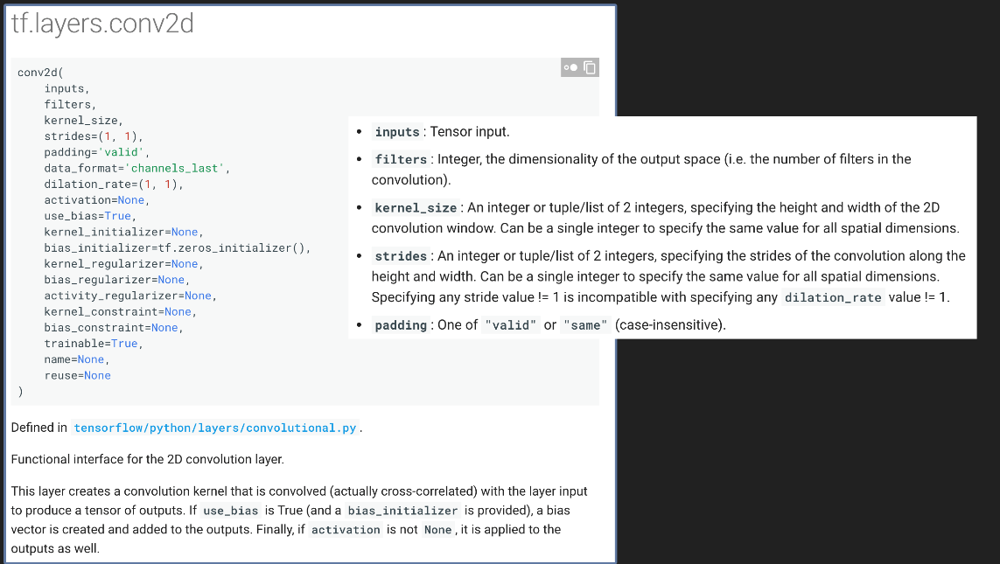 tf.layers.conv2d
conv2d(
    inputs,
    filters,
    kernel_size,
    strides=(1, 1),
    padding='valid',
    data_format='channels_last',
    dilation_rate=(1, 1),
    activation=None,
    use_bias=True,
    kernel_initializer=None,
    bias_initializer=tf.zeros_initializer(),
    kernel_regularizer=None,
    bias_regularizer=None,
    activity_regularizer=None,
    kernel_constraint=None,
    bias_constraint=None,
    trainable=True,
    name=None,
    reuse=None
)
• inputs : Tensor input.
• filters : Integer, the dimensionality of the output space (i.e. the number of filters in the
convolution).
• kernel_size : An integer or tuple/list of 2 integers, specifying the height and width of the 2D
convolution window. Can be a single integer to specify the same value for all spatial dimensions.
• strides : An integer or tuple/list of 2 integers, specifying the strides of the convolution along the
height and width. Can be a single integer to specify the same value for all spatial dimensions.
Specifying any stride value != 1 is incompatible with specifying any dilation_rate value != 1.
• padding : One of "valid" or "same" (case-insensitive).
Defined in tensorflow/python/layers/convolutional.py.
Functional interface for the 2D convolution layer.
This layer creates a convolution kernel that is convolved (actually cross-correlated) with the layer input
to produce a tensor of outputs. If use_bias is True (and a bias_initializer is provided), a bias
vector is created and added to the outputs. Finally, if activation is not None, it is applied to the
outputs as well.